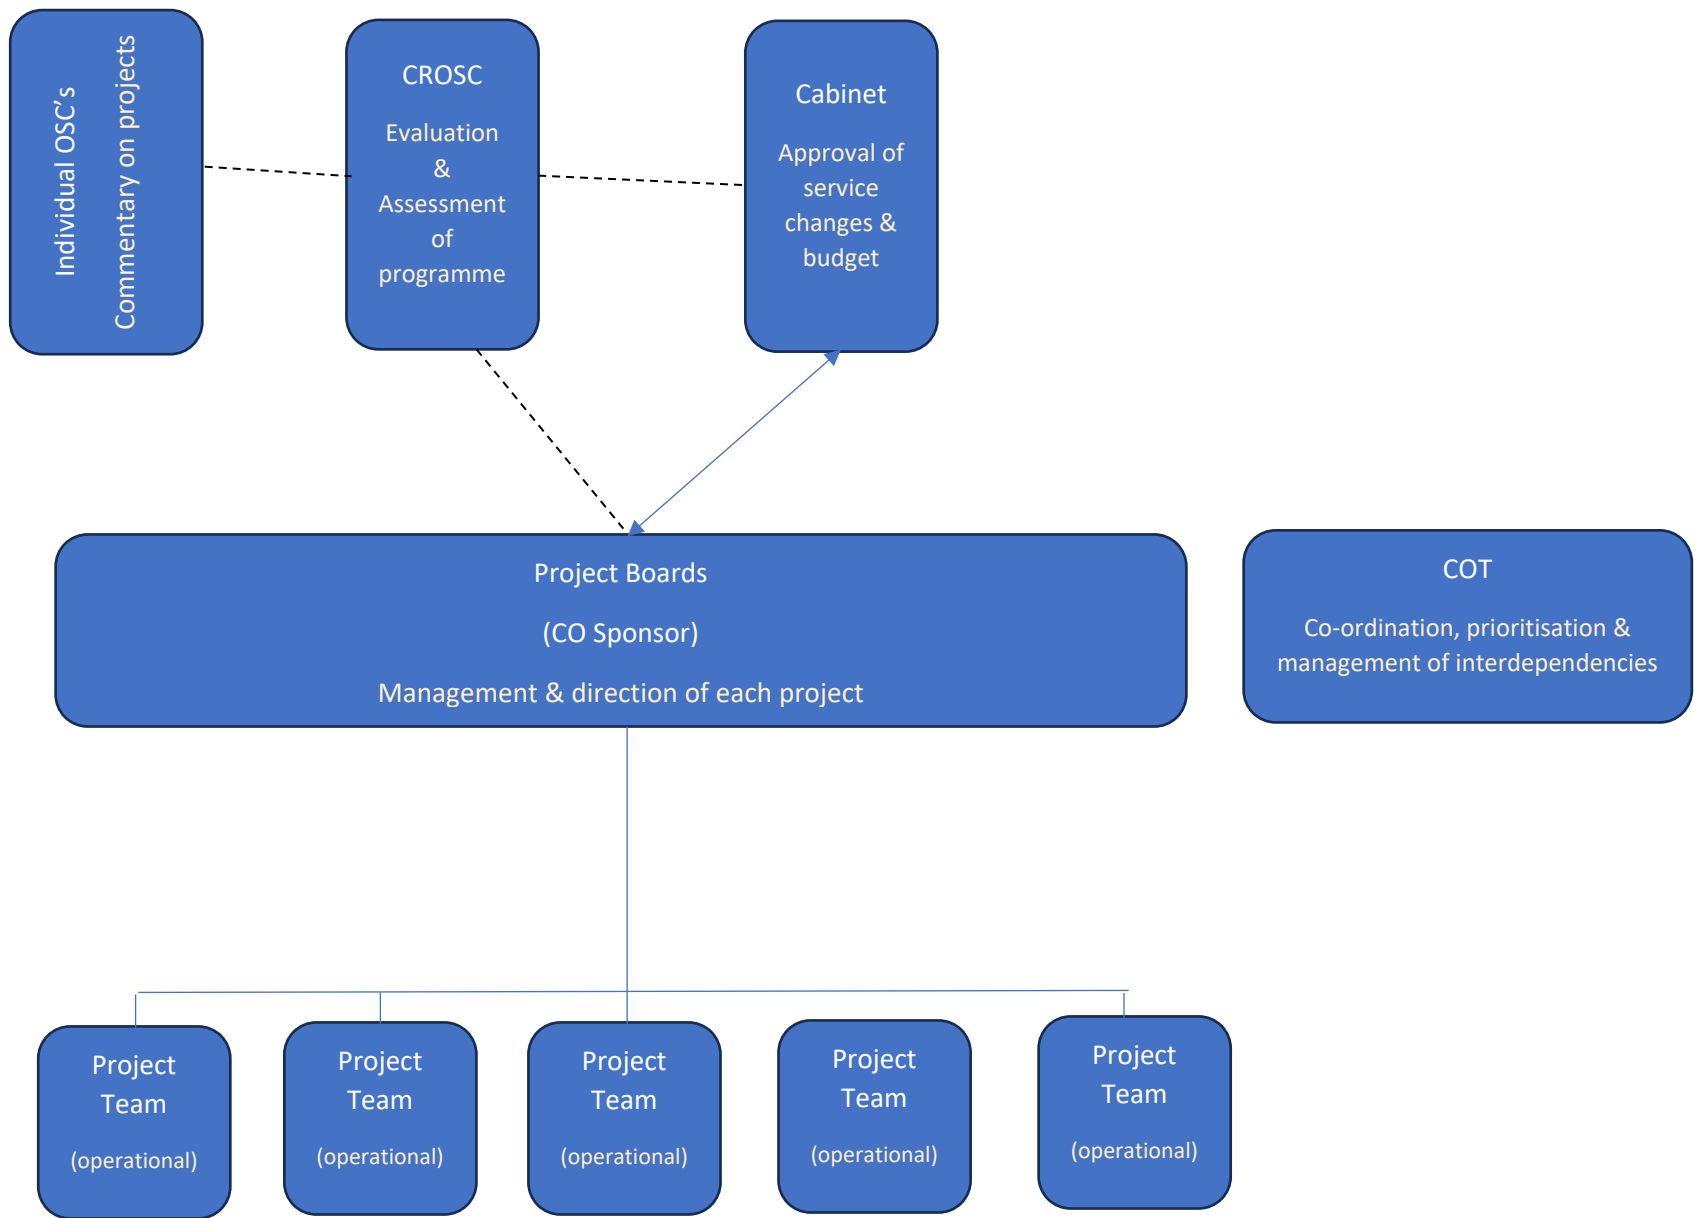 Individual OSC’s
Commentary on projects
CROSC
Evaluation
&
Assessment
of
programme
Cabinet
Approval of
service
changes &
budget
Project Boards
(CO Sponsor)
Management & direction of each project
COT
Co-ordination, prioritisation &
management of interdependencies
Project
Team
(operational)
Project
Team
(operational)
Project
Team
(operational)
Project
Team
(operational)
Project
Team
(operational)